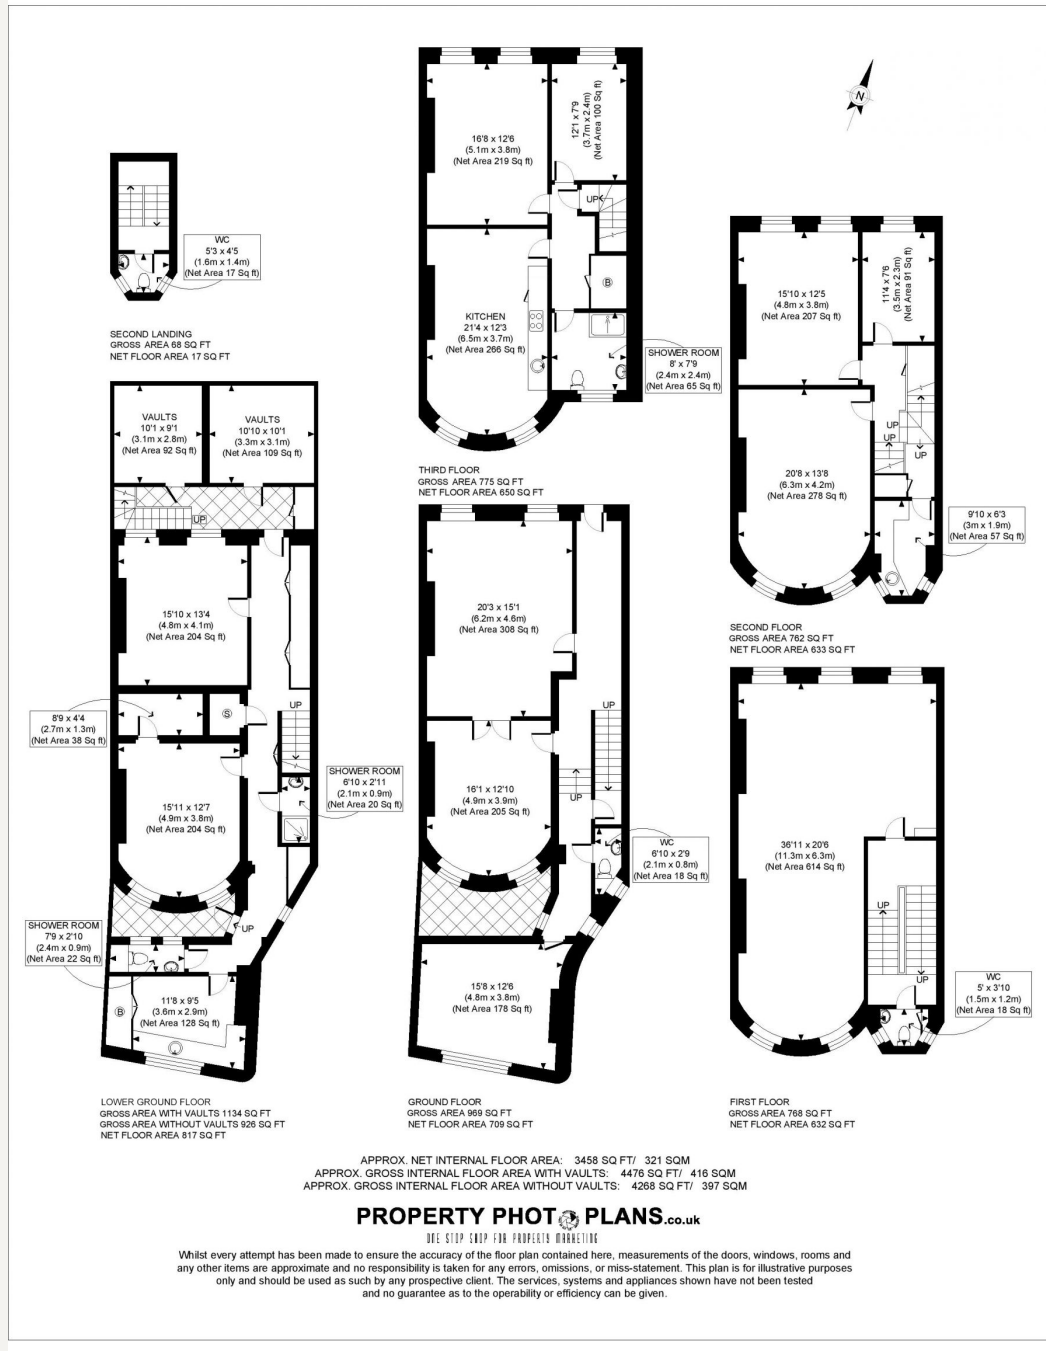 N
16'8 x 12'6
(5.1m x 3.8m)
(Net Area 219 Sq ft)
12'1 x 7'9
(3.7m x 2.4m)
(Net Area 100 Sq ft)
UP
B
KITCHEN
21'4 x 12'3
(6.5m x 3.7m)
(Net Area 266 Sq ft)
SHOWER ROOM
8' x 7'9
(2.4m x 2.4m)
(Net Area 65 Sq ft)
THIRD FLOOR
GROSS AREA 775 SQ FT
NET FLOOR AREA 650 SQ FT
WC
5'3 x 4'5
(1.6m x 1.4m)
(Net Area 17 Sq ft)
SECOND LANDING
GROSS AREA 68 SQ FT
NET FLOOR AREA 17 SQ FT
15'10 x 12'5
(4.8m x 3.8m)
(Net Area 207 Sq ft)
11'4 x 7'6
(3.5m x 2.3m)
(Net Area 91 Sq ft)
UP
UP
UP
20'8 x 13'8
(6.3m x 4.2m)
(Net Area 278 Sq ft)
9'10 x 6'3
(3m x 1.9m)
(Net Area 57 Sq ft)
SECOND FLOOR
GROSS AREA 762 SQ FT
NET FLOOR AREA 633 SQ FT
VAULTS
10'1 x 9'1
(3.1m x 2.8m)
(Net Area 92 Sq ft)
VAULTS
10'10 x 10'1
(3.3m x 3.1m)
(Net Area 109 Sq ft)
UP
15'10 x 13'4
(4.8m x 4.1m)
(Net Area 204 Sq ft)
8'9 x 4'4
(2.7m x 1.3m)
(Net Area 38 Sq ft)
S
UP
SHOWER ROOM
6'10 x 2'11
(2.1m x 0.9m)
(Net Area 20 Sq ft)
15'11 x 12'7
(4.9m x 3.8m)
(Net Area 204 Sq ft)
UP
SHOWER ROOM
7'9 x 2'10
(2.4m x 0.9m)
(Net Area 22 Sq ft)
B
11'8 x 9'5
(3.6m x 2.9m)
(Net Area 128 Sq ft)
LOWER GROUND FLOOR
GROSS AREA WITH VAULTS 1134 SQ FT
GROSS AREA WITHOUT VAULTS 926 SQ FT
NET FLOOR AREA 817 SQ FT
20'3 x 15'1
(6.2m x 4.6m)
(Net Area 308 Sq ft)
UP
16'1 x 12'10
(4.9m x 3.9m)
(Net Area 205 Sq ft)
UP
WC
6'10 x 2'9
(2.1m x 0.8m)
(Net Area 18 Sq ft)
15'8 x 12'6
(4.8m x 3.8m)
(Net Area 178 Sq ft)
GROUND FLOOR
GROSS AREA 969 SQ FT
NET FLOOR AREA 709 SQ FT
36'11 x 20'6
(11.3m x 6.3m)
(Net Area 614 Sq ft)
UP
UP
WC
5' x 3'10
(1.5m x 1.2m)
(Net Area 18 Sq ft)
FIRST FLOOR
GROSS AREA 768 SQ FT
NET FLOOR AREA 632 SQ FT
APPROX. NET INTERNAL FLOOR AREA: 3458 SQ FT/ 321 SQM
APPROX. GROSS INTERNAL FLOOR AREA WITH VAULTS: 4476 SQ FT/ 416 SQM
APPROX. GROSS INTERNAL FLOOR AREA WITHOUT VAULTS: 4268 SQ FT/ 397 SQM
PROPERTY PHOTO PLANS.co.uk
ONE STOP SHOP FOR PROPERTY MARKETING
Whilst every attempt has been made to ensure the accuracy of the floor plan contained here, measurements of the doors, windows, rooms and
any other items are approximate and no responsibility is taken for any errors, omissions, or miss-statement. This plan is for illustrative purposes
only and should be used as such by any prospective client. The services, systems and appliances shown have not been tested
and no guarantee as to the operability or efficiency can be given.